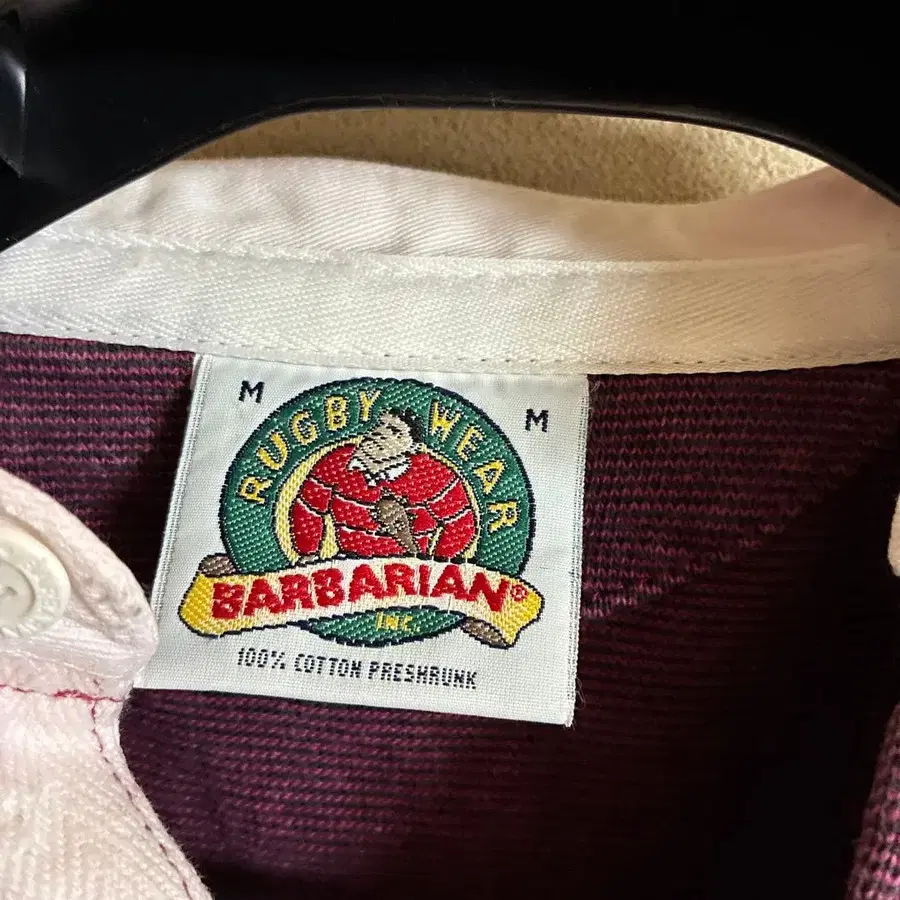 M M
RUGBY WEAR
BARBARIAN®
INC
100% COTTON PRESHRUNK